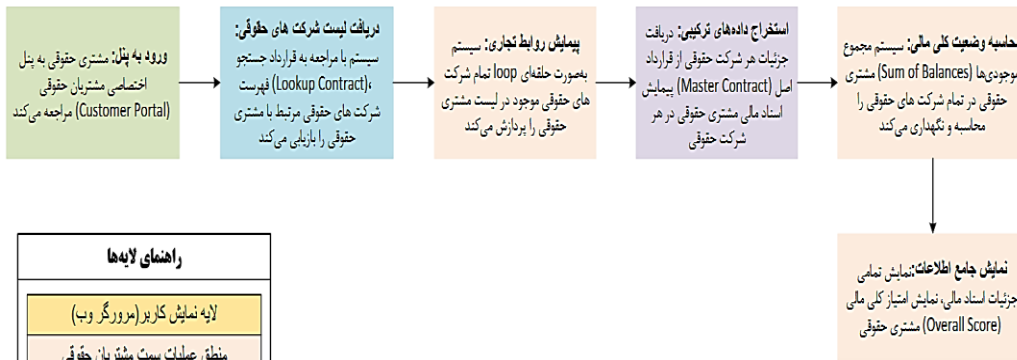 ورود به پنل: مشتری حقوقی به پنل
اختصاصی مشتریان حقوقی
(Customer Portal) مراجعه می‌کند
دریافت لیست شرکت های حقوقی:
سیستم با مراجعه به قرارداد جستجو
(Lookup Contract)، فهرست
شرکت های حقوقی مرتبط با مشتری
حقوقی را بازیابی می‌کند
پیمایش روابط تجاری: سیستم
به‌صورت حلقه‌ای loop تمام شرکت
های حقوقی موجود در لیست مشتری
حقوقی را پردازش می‌کند
استخراج داده‌های ترکیبی: دریافت
جزئیات هر شرکت حقوقی از قرارداد
اصل (Master Contract) پیمایش
اسناد مالی مشتری حقوقی در هر
شرکت حقوقی
محاسبه وضعیت کلی مالی: سیستم مجموع
موجودی‌ها (Sum of Balances) مشتری
حقوقی در تمام شرکت های حقوقی را
محاسبه و نگهداری می‌کند
نمایش جامع اطلاعات:نمایش تمامی
جزئیات اسناد مالی، نمایش امتیاز کلی مالی
(Overall Score) مشتری حقوقی
راهنمای لایه‌ها
لایه نمایش کاربر(مرورگر وب)
منطق عملیات سمت مشتریان حقوقی